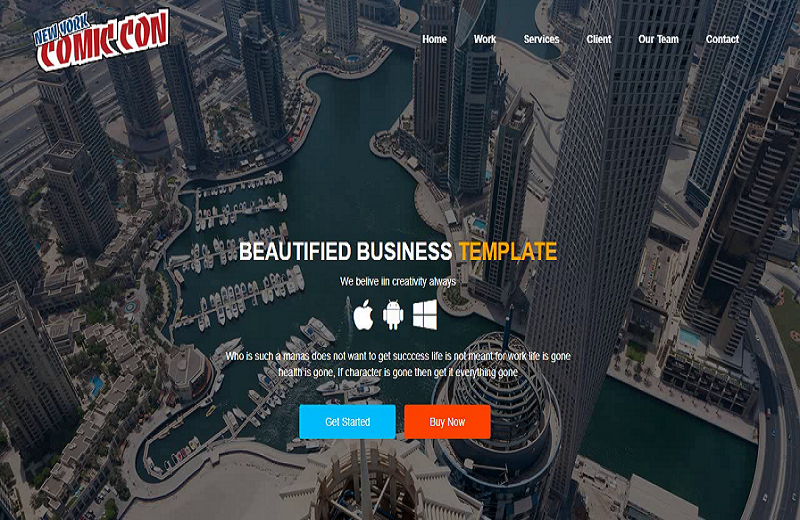 NEW YORK
COMIC CON
Home Work Services Client Our Team Contact
BEAUTIFIED BUSINESS TEMPLATE
We belive iin creativity always
Who is such a manas does not want to get succcess life is not meant for work life is gone
health is gone, If character is gone then get it everything gone
Get Started Buy Now